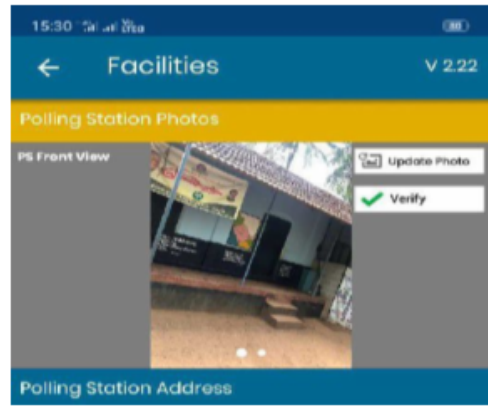 15:30
Facilities
V 2.22
Polling Station Photos
PS Front View
Update Photo
Verify
Polling Station Address